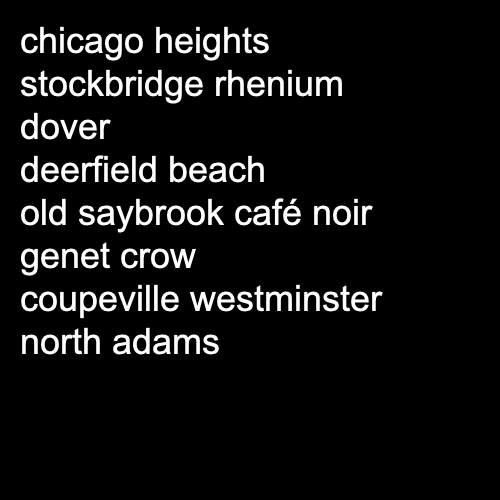 chicago heights
stockbridge rhenium
dover
deerfield beach
old saybrook café noir
genet crow
coupeville westminster
north adams